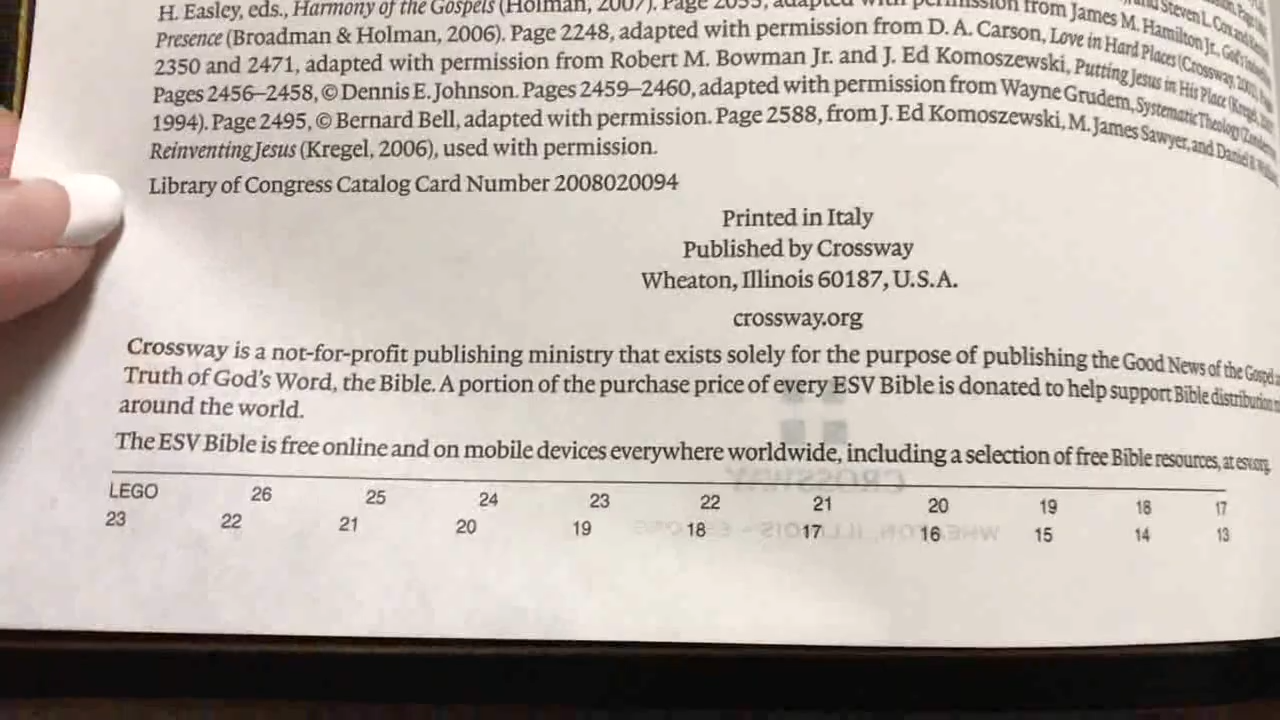 H. Easley, eds., Harmony of the Gospels (Holman, 2007). Page 2055, adapted with permission from James M. Hamilton Jr., God's
Presence (Broadman & Holman, 2006). Page 2248, adapted with permission from D. A. Carson, Love in Hard Places (Crossway,
2350 and 2471, adapted with permission from Robert M. Bowman Jr. and J. Ed Komoszewski, Putting Jesus in His Place (Kregel,
Pages 2456–2458, © Dennis E. Johnson. Pages 2459–2460, adapted with permission from Wayne Grudem, Systematic Theology
1994). Page 2495, © Bernard Bell, adapted with permission. Page 2588, from J. Ed Komoszewski, M. James Sawyer, and Daniel B.
Reinventing Jesus (Kregel, 2006), used with permission.
Library of Congress Catalog Card Number 2008020094
Printed in Italy
Published by Crossway
Wheaton, Illinois 60187, U.S.A.
crossway.org
Crossway is a not-for-profit publishing ministry that exists solely for the purpose of publishing the Good News of the Gospel
Truth of God's Word, the Bible. A portion of the purchase price of every ESV Bible is donated to help support Bible distribution
around the world.
The ESV Bible is free online and on mobile devices everywhere worldwide, including a selection of free Bible resources, at esv.org.
LEGO 26 25 24 23 22 21 20 19 18 17
23 22 21 20 19 18 17 16 15 14 13